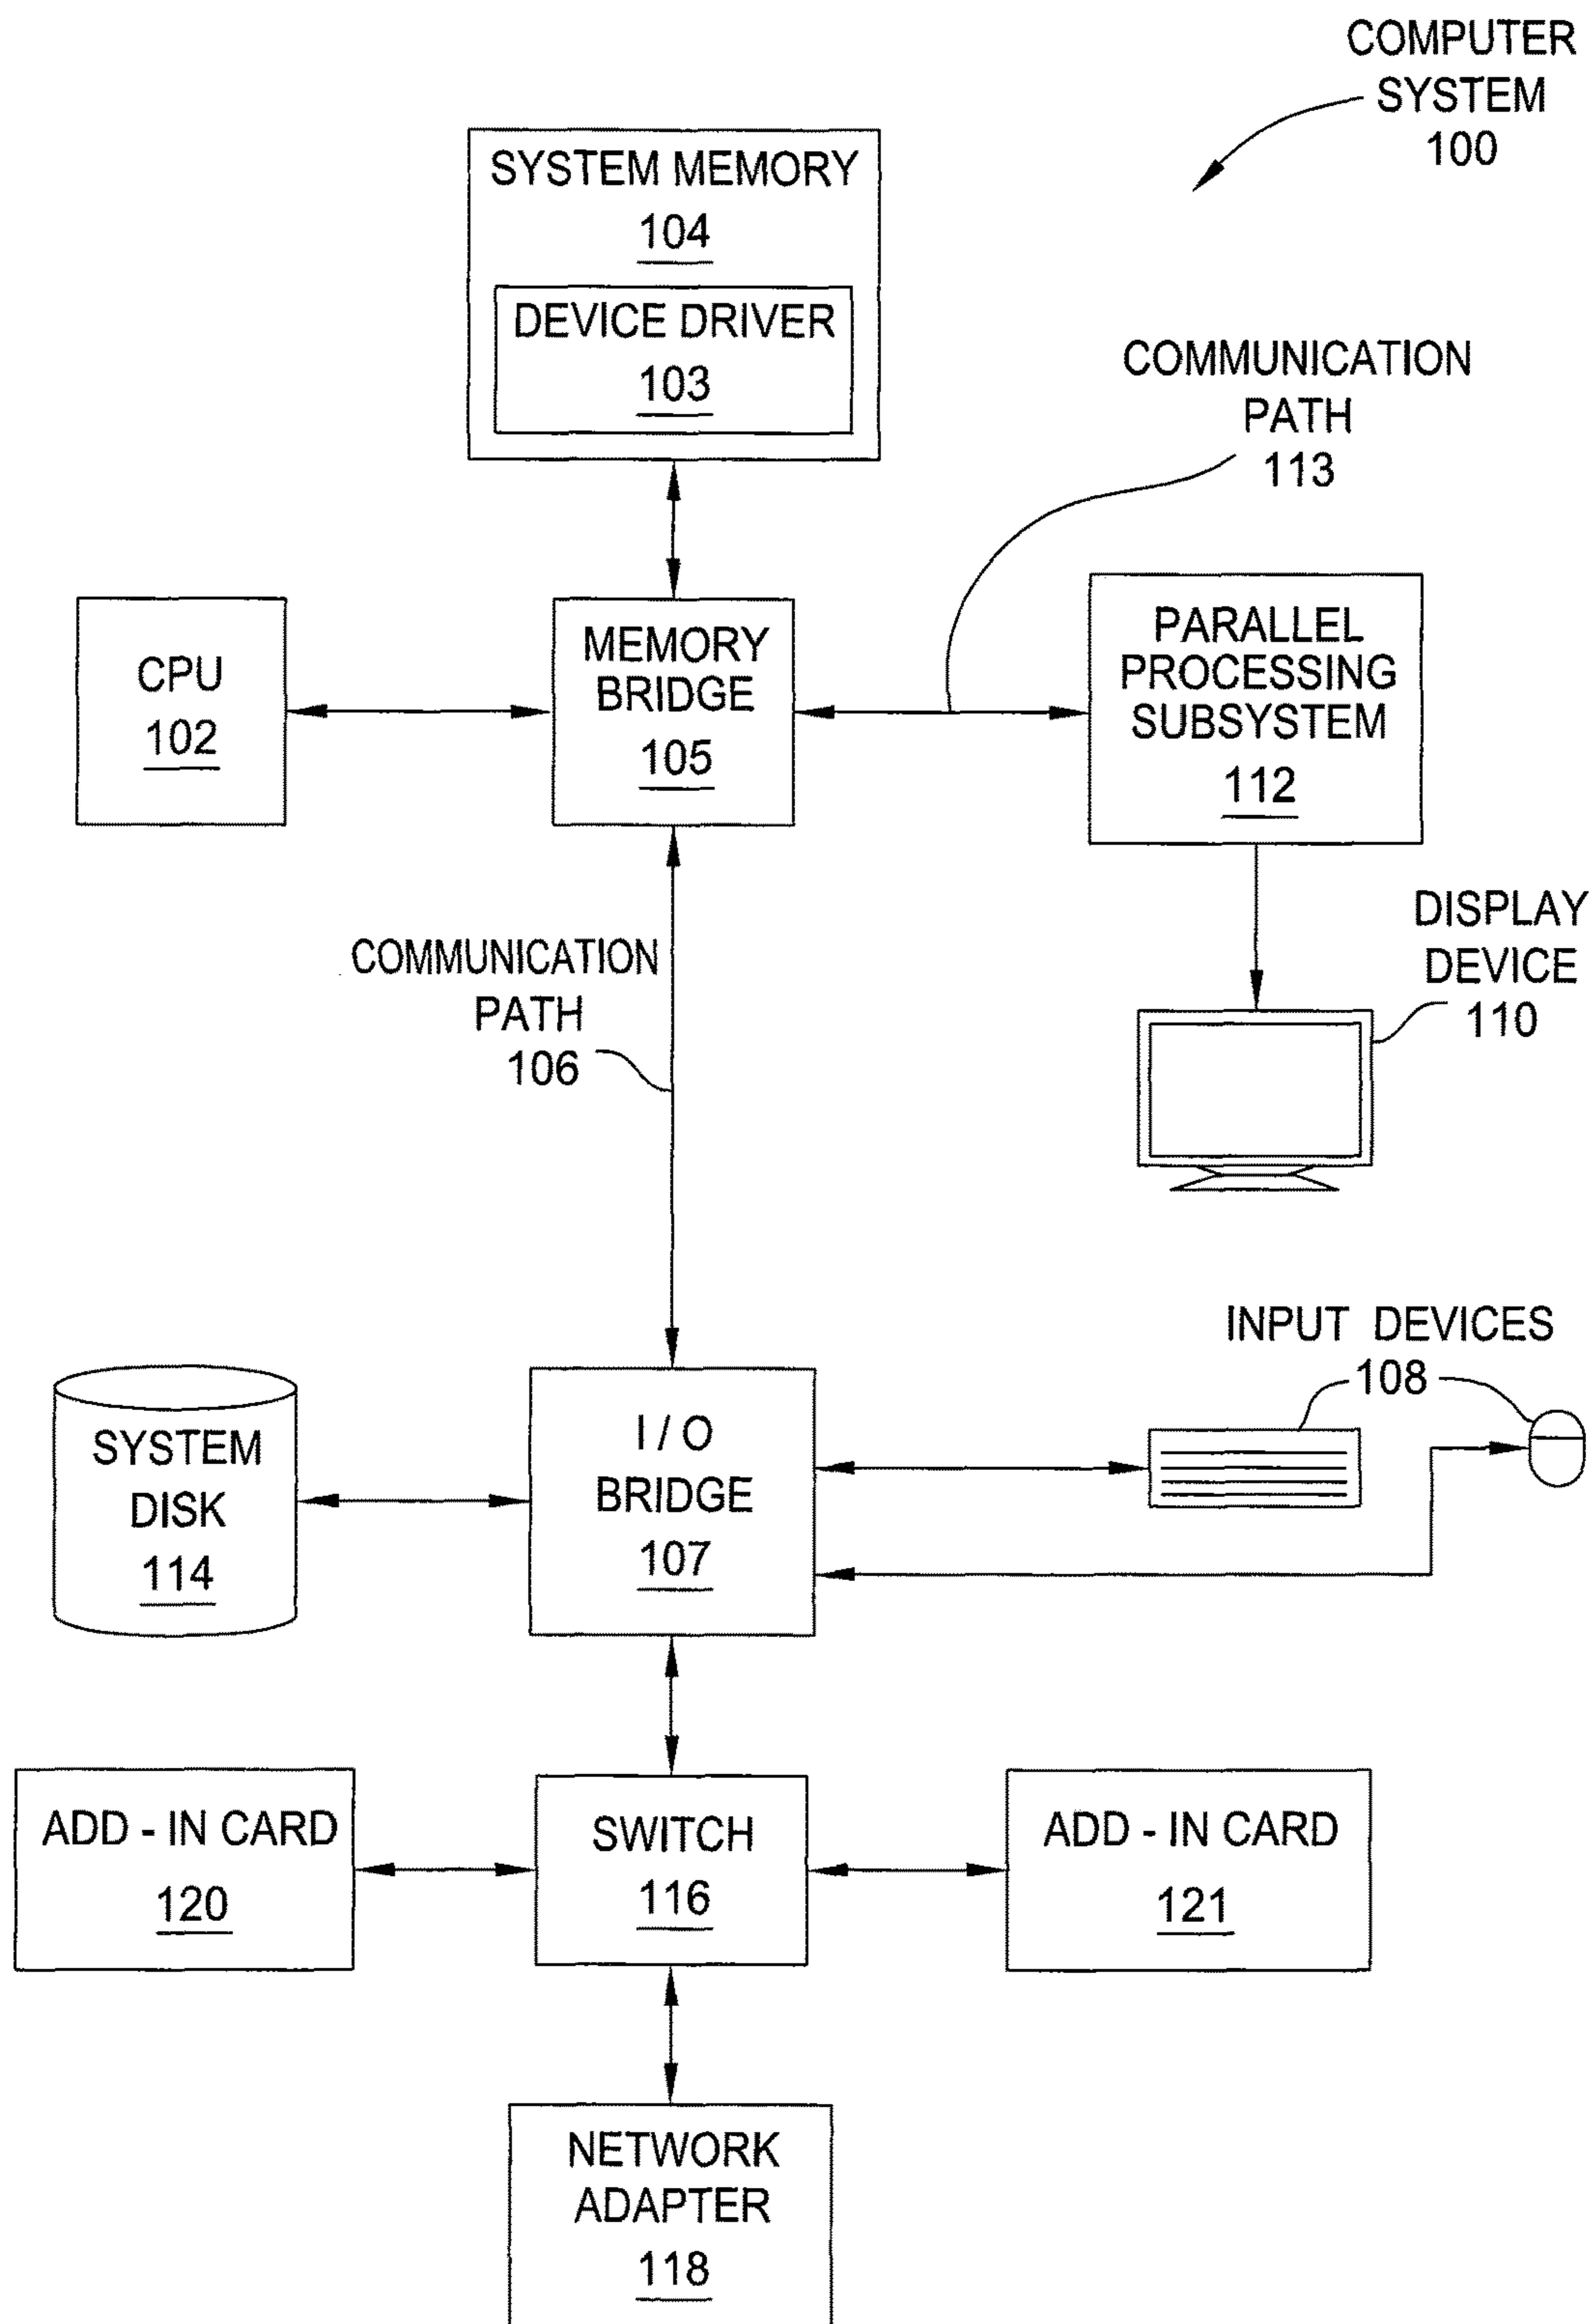 COMPUTER
SYSTEM
100
SYSTEM MEMORY
104
DEVICE DRIVER
103
COMMUNICATION
PATH
113
CPU
102
MEMORY
BRIDGE
105
PARALLEL
PROCESSING
SUBSYSTEM
112
DISPLAY
DEVICE
110
COMMUNICATION
PATH
106
INPUT DEVICES
108
SYSTEM
DISK
114
I / O
BRIDGE
107
ADD - IN CARD
120
SWITCH
116
ADD - IN CARD
121
NETWORK
ADAPTER
118